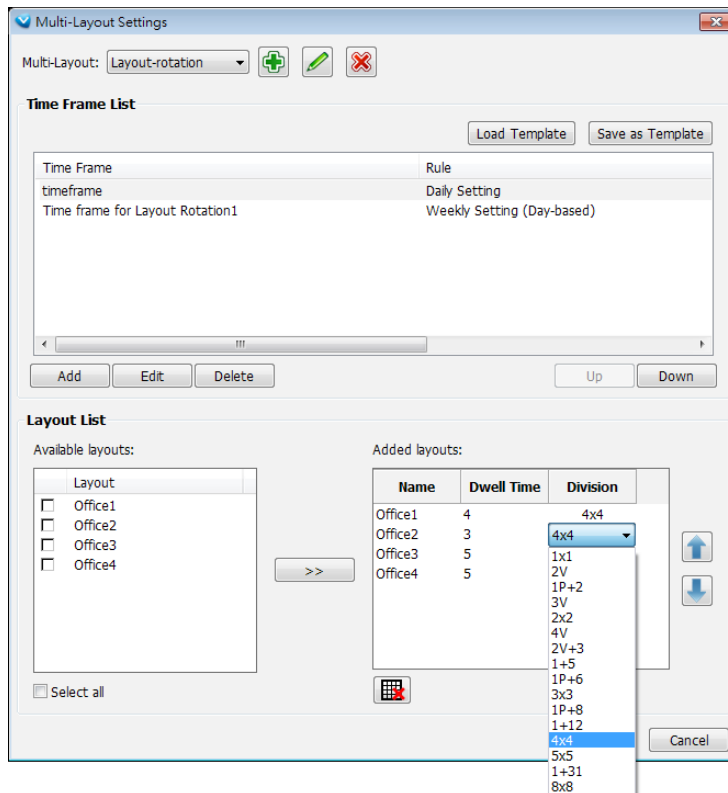 Multi-Layout Settings
Multi-Layout: Layout-rotation
Time Frame List
Load Template Save as Template
Time Frame Rule
timeframe Daily Setting
Time frame for Layout Rotation1 Weekly Setting (Day-based)
Add Edit Delete Up Down
Layout List
Available layouts: Added layouts:
Layout
Office1
Office2
Office3
Office4
Select all
>>
Name Dwell Time Division
Office1 4 4x4
Office2 3 4x4
Office3 5
Office4 5
1x1
2V
1P+2
3V
2x2
4V
2V+3
1+5
1P+6
3x3
1P+8
1+12
4x4
5x5
1+31
8x8
Cancel